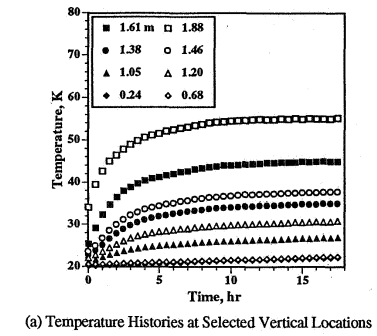 80
70
60
50
40
30
20
Temperature, K
1.61 m 1.88
1.38 1.46
1.05 1.20
0.24 0.68
0 5 10 15
Time, hr
(a) Temperature Histories at Selected Vertical Locations